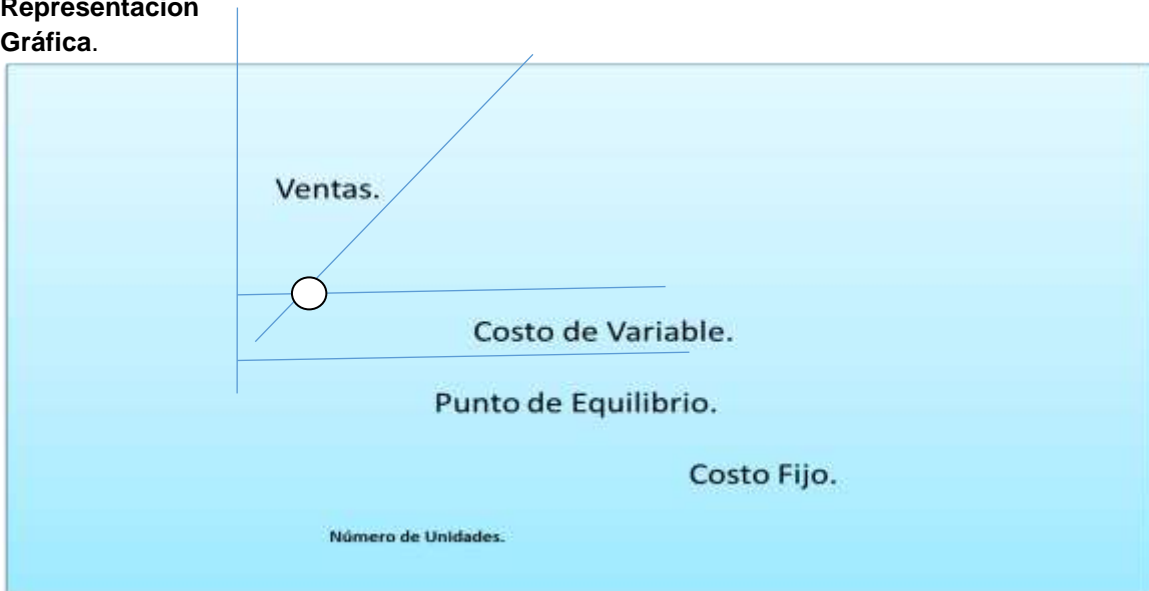 Representación
Gráfica.
Ventas.
Costo de Variable.
Punto de Equilibrio.
Costo Fijo.
Número de Unidades.